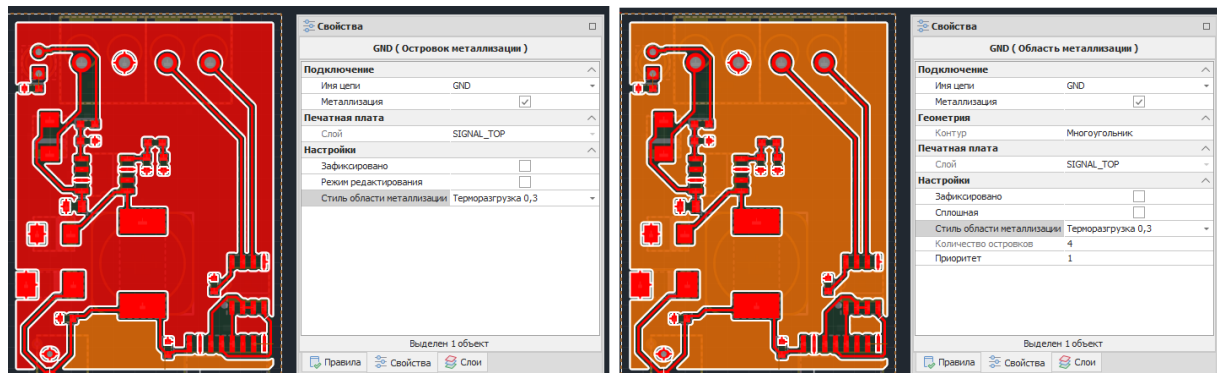 Свойства
GND ( Островок металлизации )
Подключение
Имя цепи GND
Металлизация
Печатная плата
Слой SIGNAL_TOP
Настройки
Зафиксировано
Режим редактирования
Стиль области металлизации Терморазгрузка 0,3
Выделен 1 объект
Правила Свойства Слои
Свойства
GND ( Область металлизации )
Подключение
Имя цепи GND
Металлизация
Геометрия
Контур Многоугольник
Печатная плата
Слой SIGNAL_TOP
Настройки
Зафиксировано
Сплошная
Стиль области металлизации Терморазгрузка 0,3
Количество островков 4
Приоритет 1
Выделен 1 объект
Правила Свойства Слои